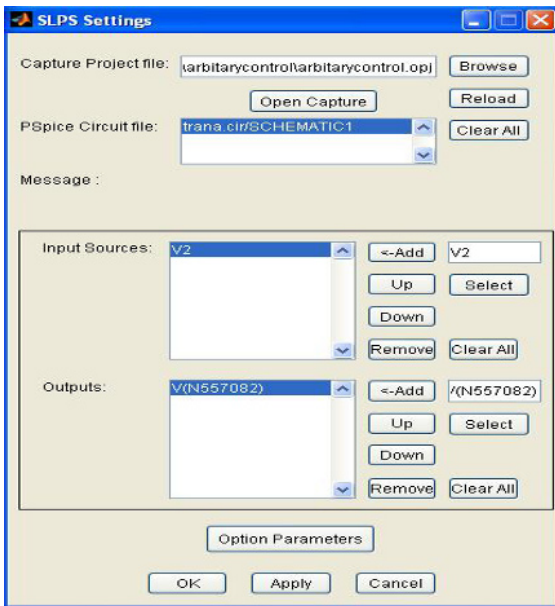 SLPS Settings
Capture Project file: \arbitarycontrol\arbitarycontrol.opj Browse
Open Capture Reload
PSpice Circuit file: trana.cir/SCHEMATIC1 Clear All
Message :
Input Sources: V2 <-Add V2
Up Select
Down
Remove Clear All
Outputs: V(N557082) <-Add /(N557082)
Up Select
Down
Remove Clear All
Option Parameters
OK Apply Cancel